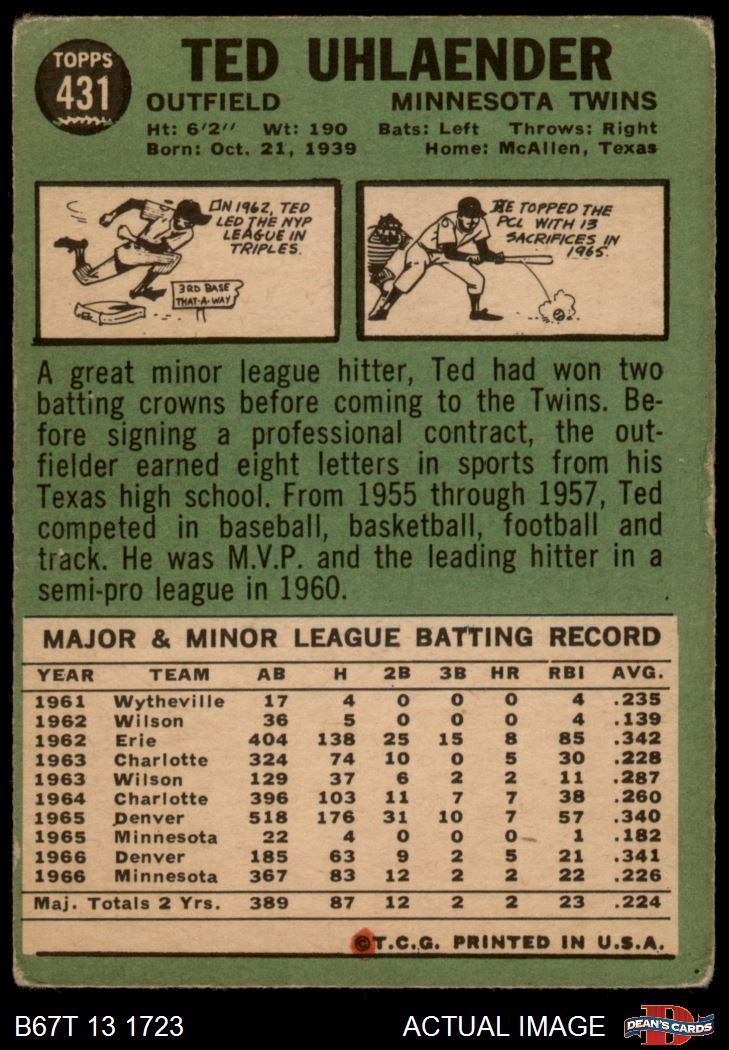 TOPPS
431
TED UHLAENDER
OUTFIELD MINNESOTA TWINS
Ht: 6'2" Wt: 190 Bats: Left Throws: Right
Born: Oct. 21, 1939 Home: McAllen, Texas
ON 1962, TED
LED THE NYP
LEAGUE IN
TRIPLES.
3RD BASE
THAT-A-WAY
HE TOPPED THE
PCL WITH 13
SACRIFICES IN
1965.
A great minor league hitter, Ted had won two
batting crowns before coming to the Twins. Be-
fore signing a professional contract, the out-
fielder earned eight letters in sports from his
Texas high school. From 1955 through 1957, Ted
competed in baseball, basketball, football and
track. He was M.V.P. and the leading hitter in a
semi-pro league in 1960.
MAJOR & MINOR LEAGUE BATTING RECORD
YEAR TEAM AB H 2B 3B HR RBI AVG.
1961 Wytheville 17 4 0 0 0 4 .235
1962 Wilson 36 5 0 0 0 4 .139
1962 Erie 404 138 25 15 8 85 .342
1963 Charlotte 324 74 10 0 5 30 .228
1963 Wilson 129 37 6 2 2 11 .287
1964 Charlotte 396 103 11 7 7 38 .260
1965 Denver 518 176 31 10 7 57 .340
1965 Minnesota 22 4 0 0 0 1 .182
1966 Denver 185 63 9 2 5 21 .341
1966 Minnesota 367 83 12 2 2 22 .226
Maj. Totals 2 Yrs. 389 87 12 2 2 23 .224
©T.C.G. PRINTED IN U.S.A.
B67T 13 1723 ACTUAL IMAGE
D
DEAN'S CARDS